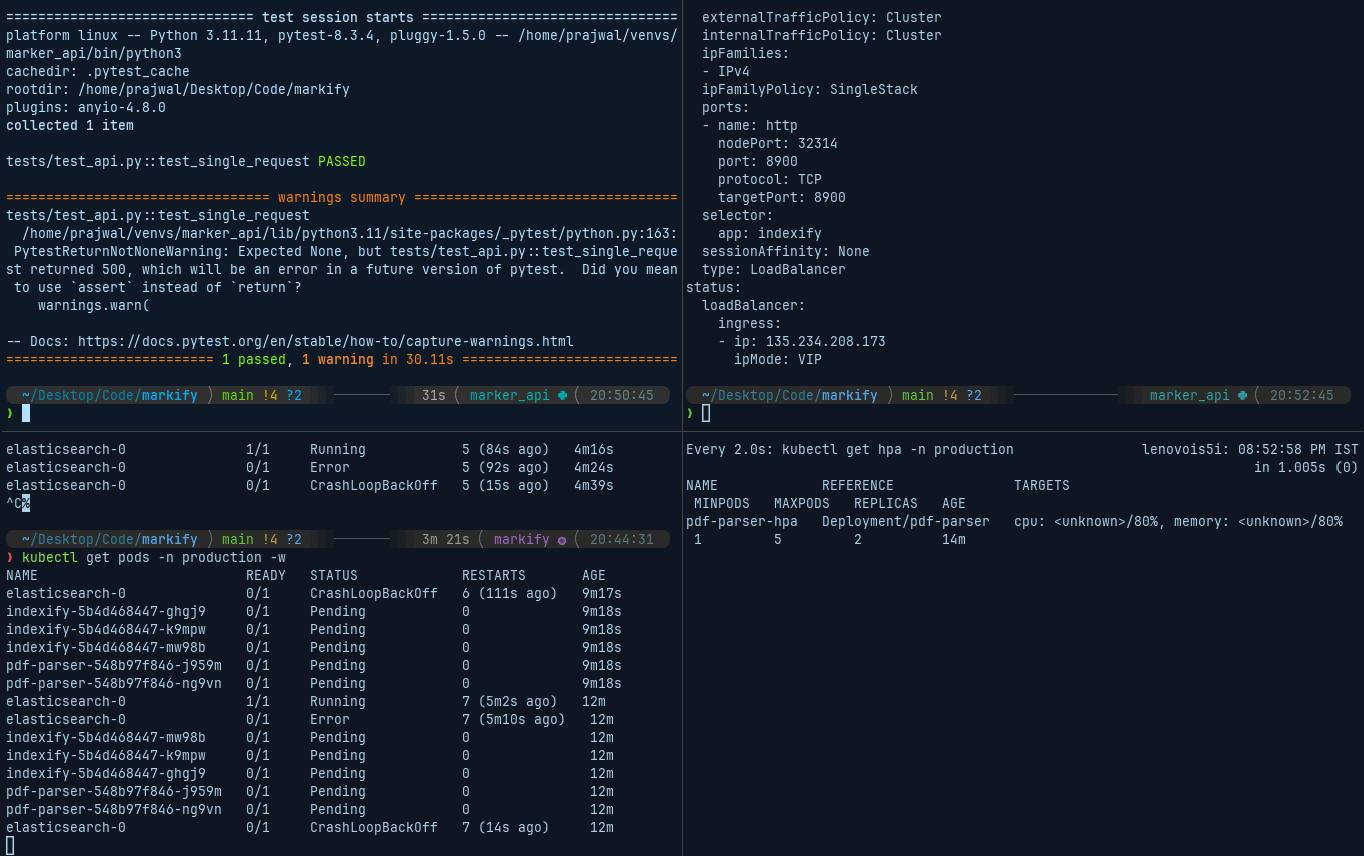 =============================== test session starts ================================
platform linux -- Python 3.11.11, pytest-8.3.4, pluggy-1.5.0 -- /home/prajwal/venvs/
marker_api/bin/python3
cachedir: .pytest_cache
rootdir: /home/prajwal/Desktop/Code/markify
plugins: anyio-4.8.0
collected 1 item
tests/test_api.py::test_single_request PASSED
================================= warnings summary =================================
tests/test_api.py::test_single_request
  /home/prajwal/venvs/marker_api/lib/python3.11/site-packages/_pytest/python.py:163:
 PytestReturnNotNoneWarning: Expected None, but tests/test_api.py::test_single_reque
st returned 500, which will be an error in a future version of pytest.  Did you mean
 to use `assert` instead of `return`?
    warnings.warn(
-- Docs: https://docs.pytest.org/en/stable/how-to/capture-warnings.html
========================== 1 passed, 1 warning in 30.11s ===========================
~/Desktop/Code/markify ) main !4 ?2 31s ( marker_api ( 20:50:45
❯
externalTrafficPolicy: Cluster
internalTrafficPolicy: Cluster
ipFamilies:
- IPv4
ipFamilyPolicy: SingleStack
ports:
- name: http
  nodePort: 32314
  port: 8900
  protocol: TCP
  targetPort: 8900
selector:
  app: indexify
sessionAffinity: None
type: LoadBalancer
status:
  loadBalancer:
    ingress:
    - ip: 135.234.208.173
      ipMode: VIP
~/Desktop/Code/markify ) main !4 ?2 marker_api ( 20:52:45
❯
elasticsearch-0               1/1     Running            5 (84s ago)   4m16s
elasticsearch-0               0/1     Error              5 (92s ago)   4m24s
elasticsearch-0               0/1     CrashLoopBackOff   5 (15s ago)   4m39s
^C%
~/Desktop/Code/markify ) main !4 ?2 3m 21s ( markify ( 20:44:31
❯ kubectl get pods -n production -w
NAME                          READY   STATUS             RESTARTS       AGE
elasticsearch-0               0/1     CrashLoopBackOff   6 (111s ago)   9m17s
indexify-5b4d468447-ghgj9     0/1     Pending            0              9m18s
indexify-5b4d468447-k9mpw     0/1     Pending            0              9m18s
indexify-5b4d468447-mw98b     0/1     Pending            0              9m18s
pdf-parser-548b97f846-j959m   0/1     Pending            0              9m18s
pdf-parser-548b97f846-ng9vn   0/1     Pending            0              9m18s
elasticsearch-0               1/1     Running            7 (5m2s ago)   12m
elasticsearch-0               0/1     Error              7 (5m10s ago)   12m
indexify-5b4d468447-mw98b     0/1     Pending            0               12m
indexify-5b4d468447-k9mpw     0/1     Pending            0               12m
indexify-5b4d468447-ghgj9     0/1     Pending            0               12m
pdf-parser-548b97f846-j959m   0/1     Pending            0               12m
pdf-parser-548b97f846-ng9vn   0/1     Pending            0               12m
elasticsearch-0               0/1     CrashLoopBackOff   7 (14s ago)     12m
Every 2.0s: kubectl get hpa -n production                lenovois5i: 08:52:58 PM IST
in 1.005s (0)
NAME             REFERENCE               TARGETS
 MINPODS   MAXPODS   REPLICAS   AGE
pdf-parser-hpa   Deployment/pdf-parser   cpu: <unknown>/80%, memory: <unknown>/80%
 1         5         2          14m